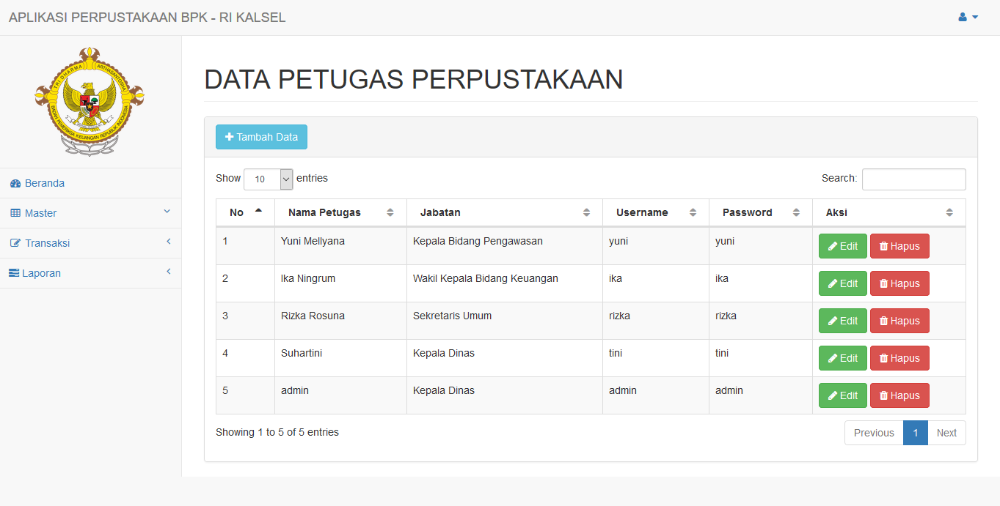 APLIKASI PERPUSTAKAAN BPK - RI KALSEL
TRI DHARMA ARTHASANTOSHA
BADAN PEMERIKSA KEUANGAN REPUBLIK INDONESIA
Beranda
Master
Transaksi
Laporan
DATA PETUGAS PERPUSTAKAAN
Tambah Data
Show 10 entries Search:
No Nama Petugas Jabatan Username Password Aksi
1 Yuni Mellyana Kepala Bidang Pengawasan yuni yuni Edit Hapus
2 Ika Ningrum Wakil Kepala Bidang Keuangan ika ika Edit Hapus
3 Rizka Rosuna Sekretaris Umum rizka rizka Edit Hapus
4 Suhartini Kepala Dinas tini tini Edit Hapus
5 admin Kepala Dinas admin admin Edit Hapus
Showing 1 to 5 of 5 entries Previous 1 Next